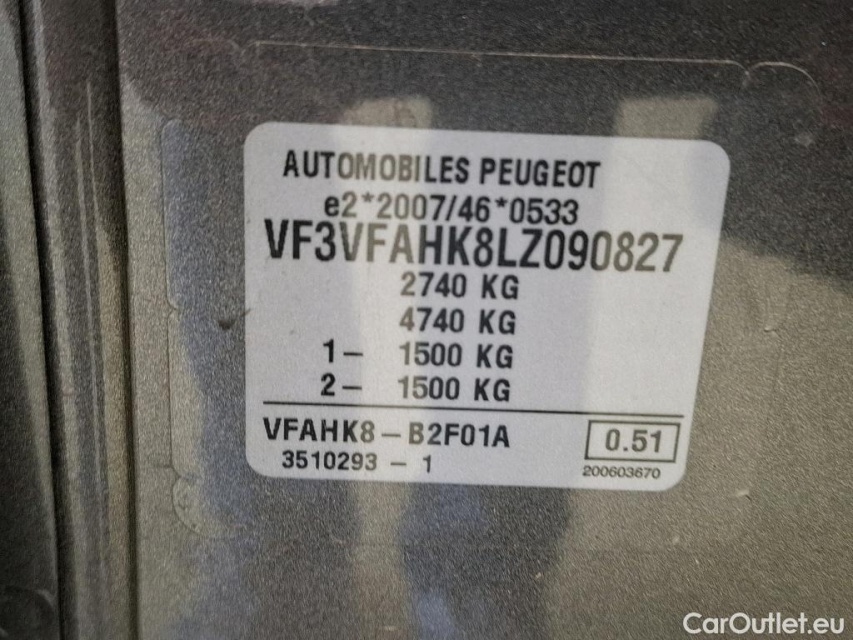 AUTOMOBILES PEUGEOT
e2*2007/46*0533
VF3VFAHK8LZ090827
2740 KG
4740 KG
1- 1500 KG
2- 1500 KG
VFAHK8-B2F01A
0.51
3510293 - 1
200603670
CarOutlet.eu